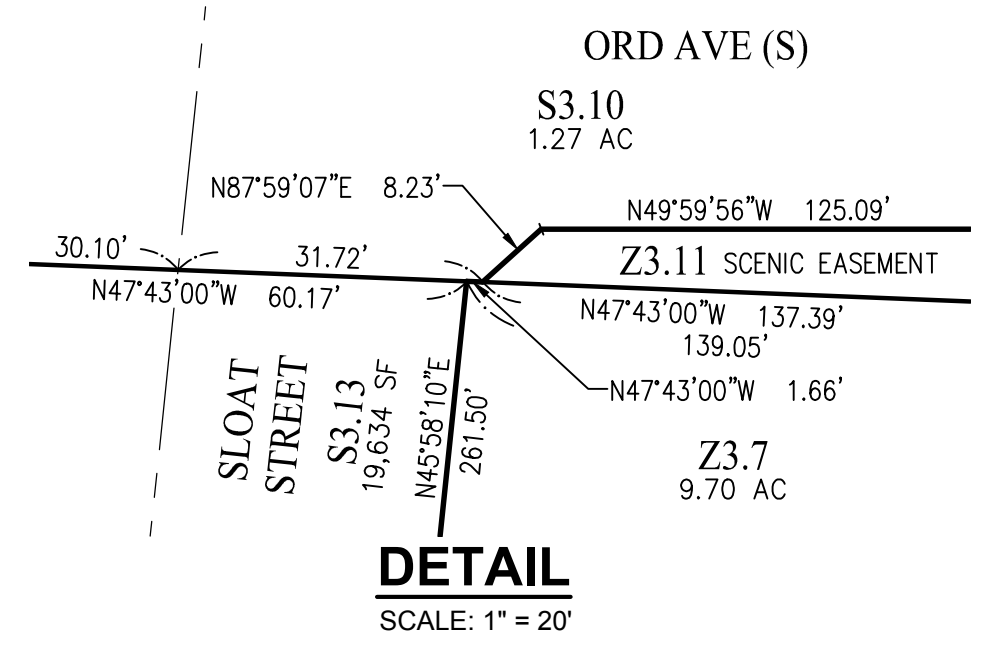 ORD AVE (S)
S3.10
1.27 AC
N87°59'07"E 8.23'
N49°59'56"W 125.09'
30.10'
31.72'
Z3.11 SCENIC EASEMENT
N47°43'00"W 60.17'
N47°43'00"W 137.39'
139.05'
N47°43'00"W 1.66'
SLOAT
STREET
S3.13
19,634 SF
N45°58'10"E
261.50'
Z3.7
9.70 AC
DETAIL
SCALE: 1" = 20'